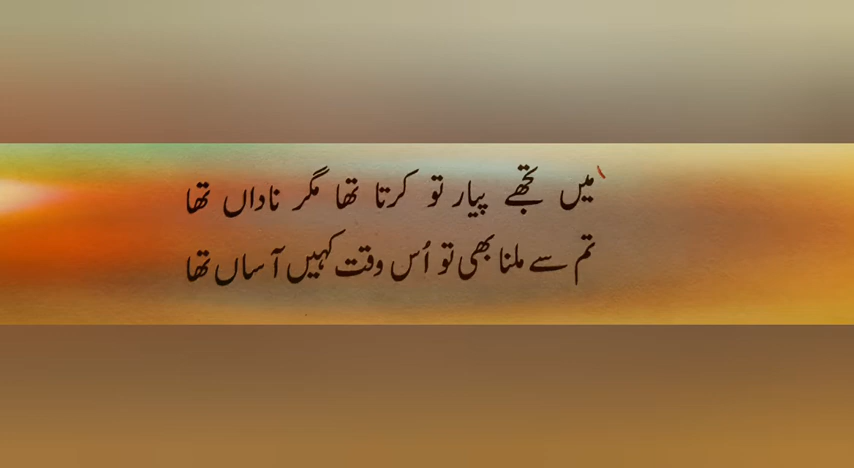 میں تجھے پیار تو کرتا تھا مگر ناداں تھا
تم سے ملنا بھی تو اُس وقت کہیں آساں تھا